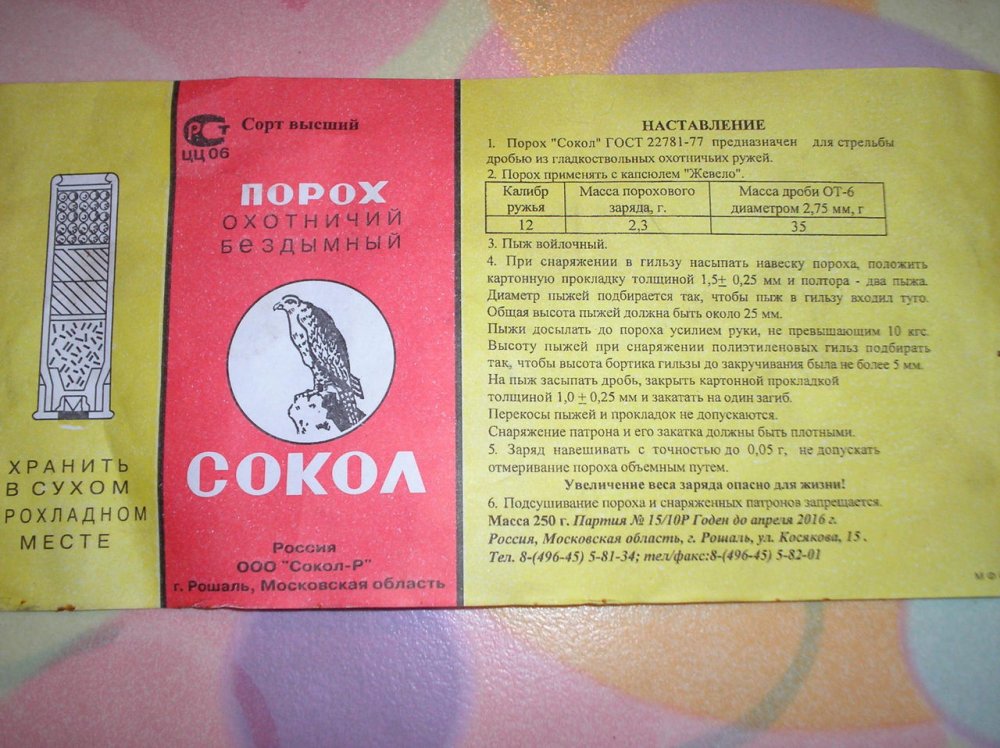 ХРАНИТЬ
В СУХОМ
РОХЛАДНОМ
МЕСТЕ
РСТ
ЦЦ 06
Сорт высший
ПОРОХ
ОХОТНИЧИЙ
БЕЗДЫМНЫЙ
СОКОЛ
Россия
ООО "Сокол-Р"
г. Рошаль, Московская область
НАСТАВЛЕНИЕ
1. Порох "Сокол" ГОСТ 22781-77 предназначен для стрельбы
дробью из гладкоствольных охотничьих ружей.
2. Порох применять с капсюлем "Жевело".
Калибр ружья | Масса порохового заряда, г. | Масса дроби ОТ-6 диаметром 2,75 мм, г
12 | 2,3 | 35
3. Пыж войлочный.
4. При снаряжении в гильзу насыпать навеску пороха, положить
картонную прокладку толщиной 1,5± 0,25 мм и полтора - два пыжа.
Диаметр пыжей подбирается так, чтобы пыж в гильзу входил туго.
Общая высота пыжей должна быть около 25 мм.
Пыжи досылать до пороха усилием руки, не превышающим 10 кгс.
Высоту пыжей при снаряжении полиэтиленовых гильз подбирать
так, чтобы высота бортика гильзы до закручивания была не более 5 мм.
На пыж засыпать дробь, закрыть картонной прокладкой
толщиной 1,0 ± 0,25 мм и закатать на один загиб.
Перекосы пыжей и прокладок не допускаются.
Снаряжение патрона и его закатка должны быть плотными.
5. Заряд навешивать с точностью до 0,05 г, не допускать
отмеривание пороха объемным путем.
Увеличение веса заряда опасно для жизни!
6. Подсушивание пороха и снаряженных патронов запрещается.
Масса 250 г. Партия № 15/10Р Годен до апреля 2016 г.
Россия, Московская область, г. Рошаль, ул. Косякова, 15 .
Тел. 8-(496-45) 5-81-34; тел/факс:8-(496-45) 5-82-01